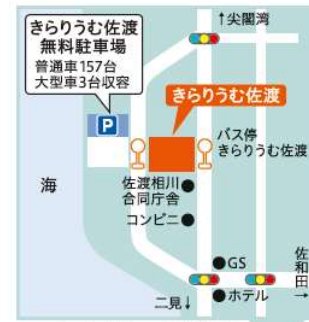 ↑尖閣湾
きらりうむ佐渡
無料駐車場
普通車157台
大型車3台収容
P
きらりうむ佐渡
バス停
きらりうむ佐渡
海
佐渡相川
合同庁舎
コンビニ
GS
佐和田→
ホテル
二見↓